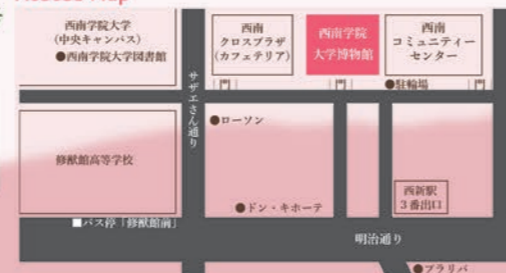 西南学院大学
(中央キャンパス)
●西南学院大学図書館
西南
クロスプラザ
(カフェテリア)
西南学院
大学博物館
西南
コミュニティー
センター
●駐輪場
サザエさん通り
修猷館高等学校
●ローソン
●ドン・キホーテ
西新駅
3番出口
■バス停「修猷館前」
明治通り
●プラリバ